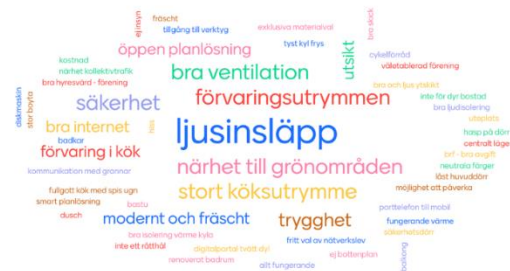 ej insyn
fräscht
tillgång till verktyg
exklusiva materialval
bra skick
öppen planlösning
tyst kyl frys
utsikt
cykelförråd
väletablerad förening
kostnad
närhet kollektivtrafik
bra hyresvärd - förening
bra ventilation
diskmaskin
stor boyta
säkerhet
förvaringsutrymmen
bra och ljus utsikt
inte för dyr bostad
bra ljudisolering
uteplats
bra internet
badkar
hiss
ljusinsläpp
hasp på dörr
centralt läge
förvaring i kök
närhet till grönområden
brf - bra avgift
neutrala färger
låst huvuddörr
kommunikation med grannar
möjlighet att påverka
fullgott kök med spis ugn
smart planlösning
stort köksutrymme
bastu
dusch
modernt och fräscht
trygghet
porttelefon till mobil
fungerande värme
säkerhetsdörr
bra isolering värme kyla
inte ett råtthål
digitalportal tvätt dyl
fritt val av nätverkslev
renoverat badrum
allt fungerande
ej bottenplan
balkong